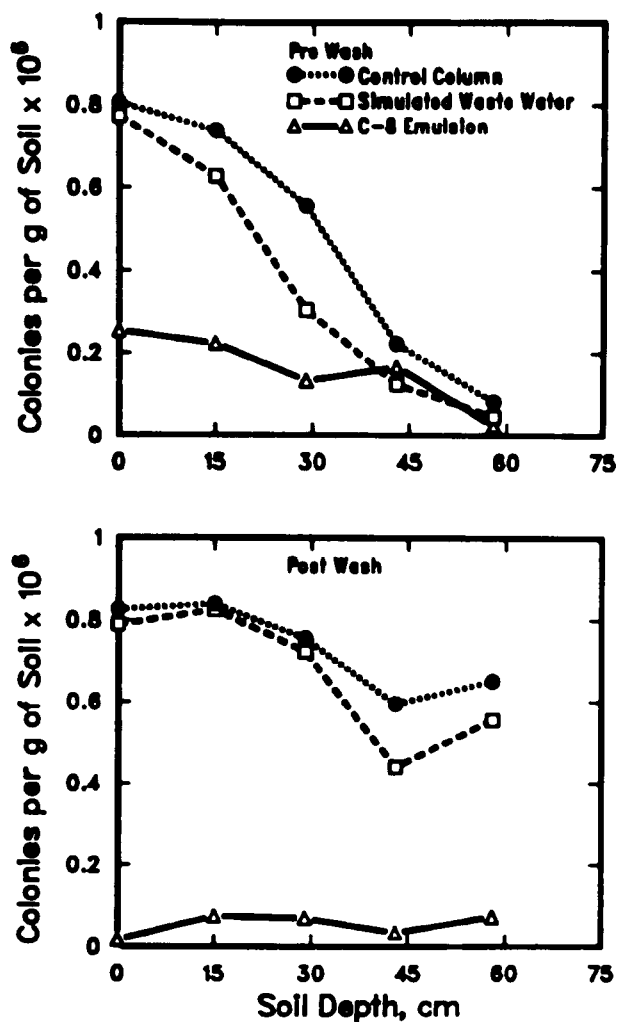 Colonies per g of Soil x 10⁶
1
0.8
0.6
0.4
0.2
0
Pre Wash
Control Column
Simulated Waste Water
C-8 Emulsion
0 15 30 45 60 75
Colonies per g of Soil x 10⁶
1
0.8
0.6
0.4
0.2
0
Post Wash
0 15 30 45 60 75
Soil Depth, cm